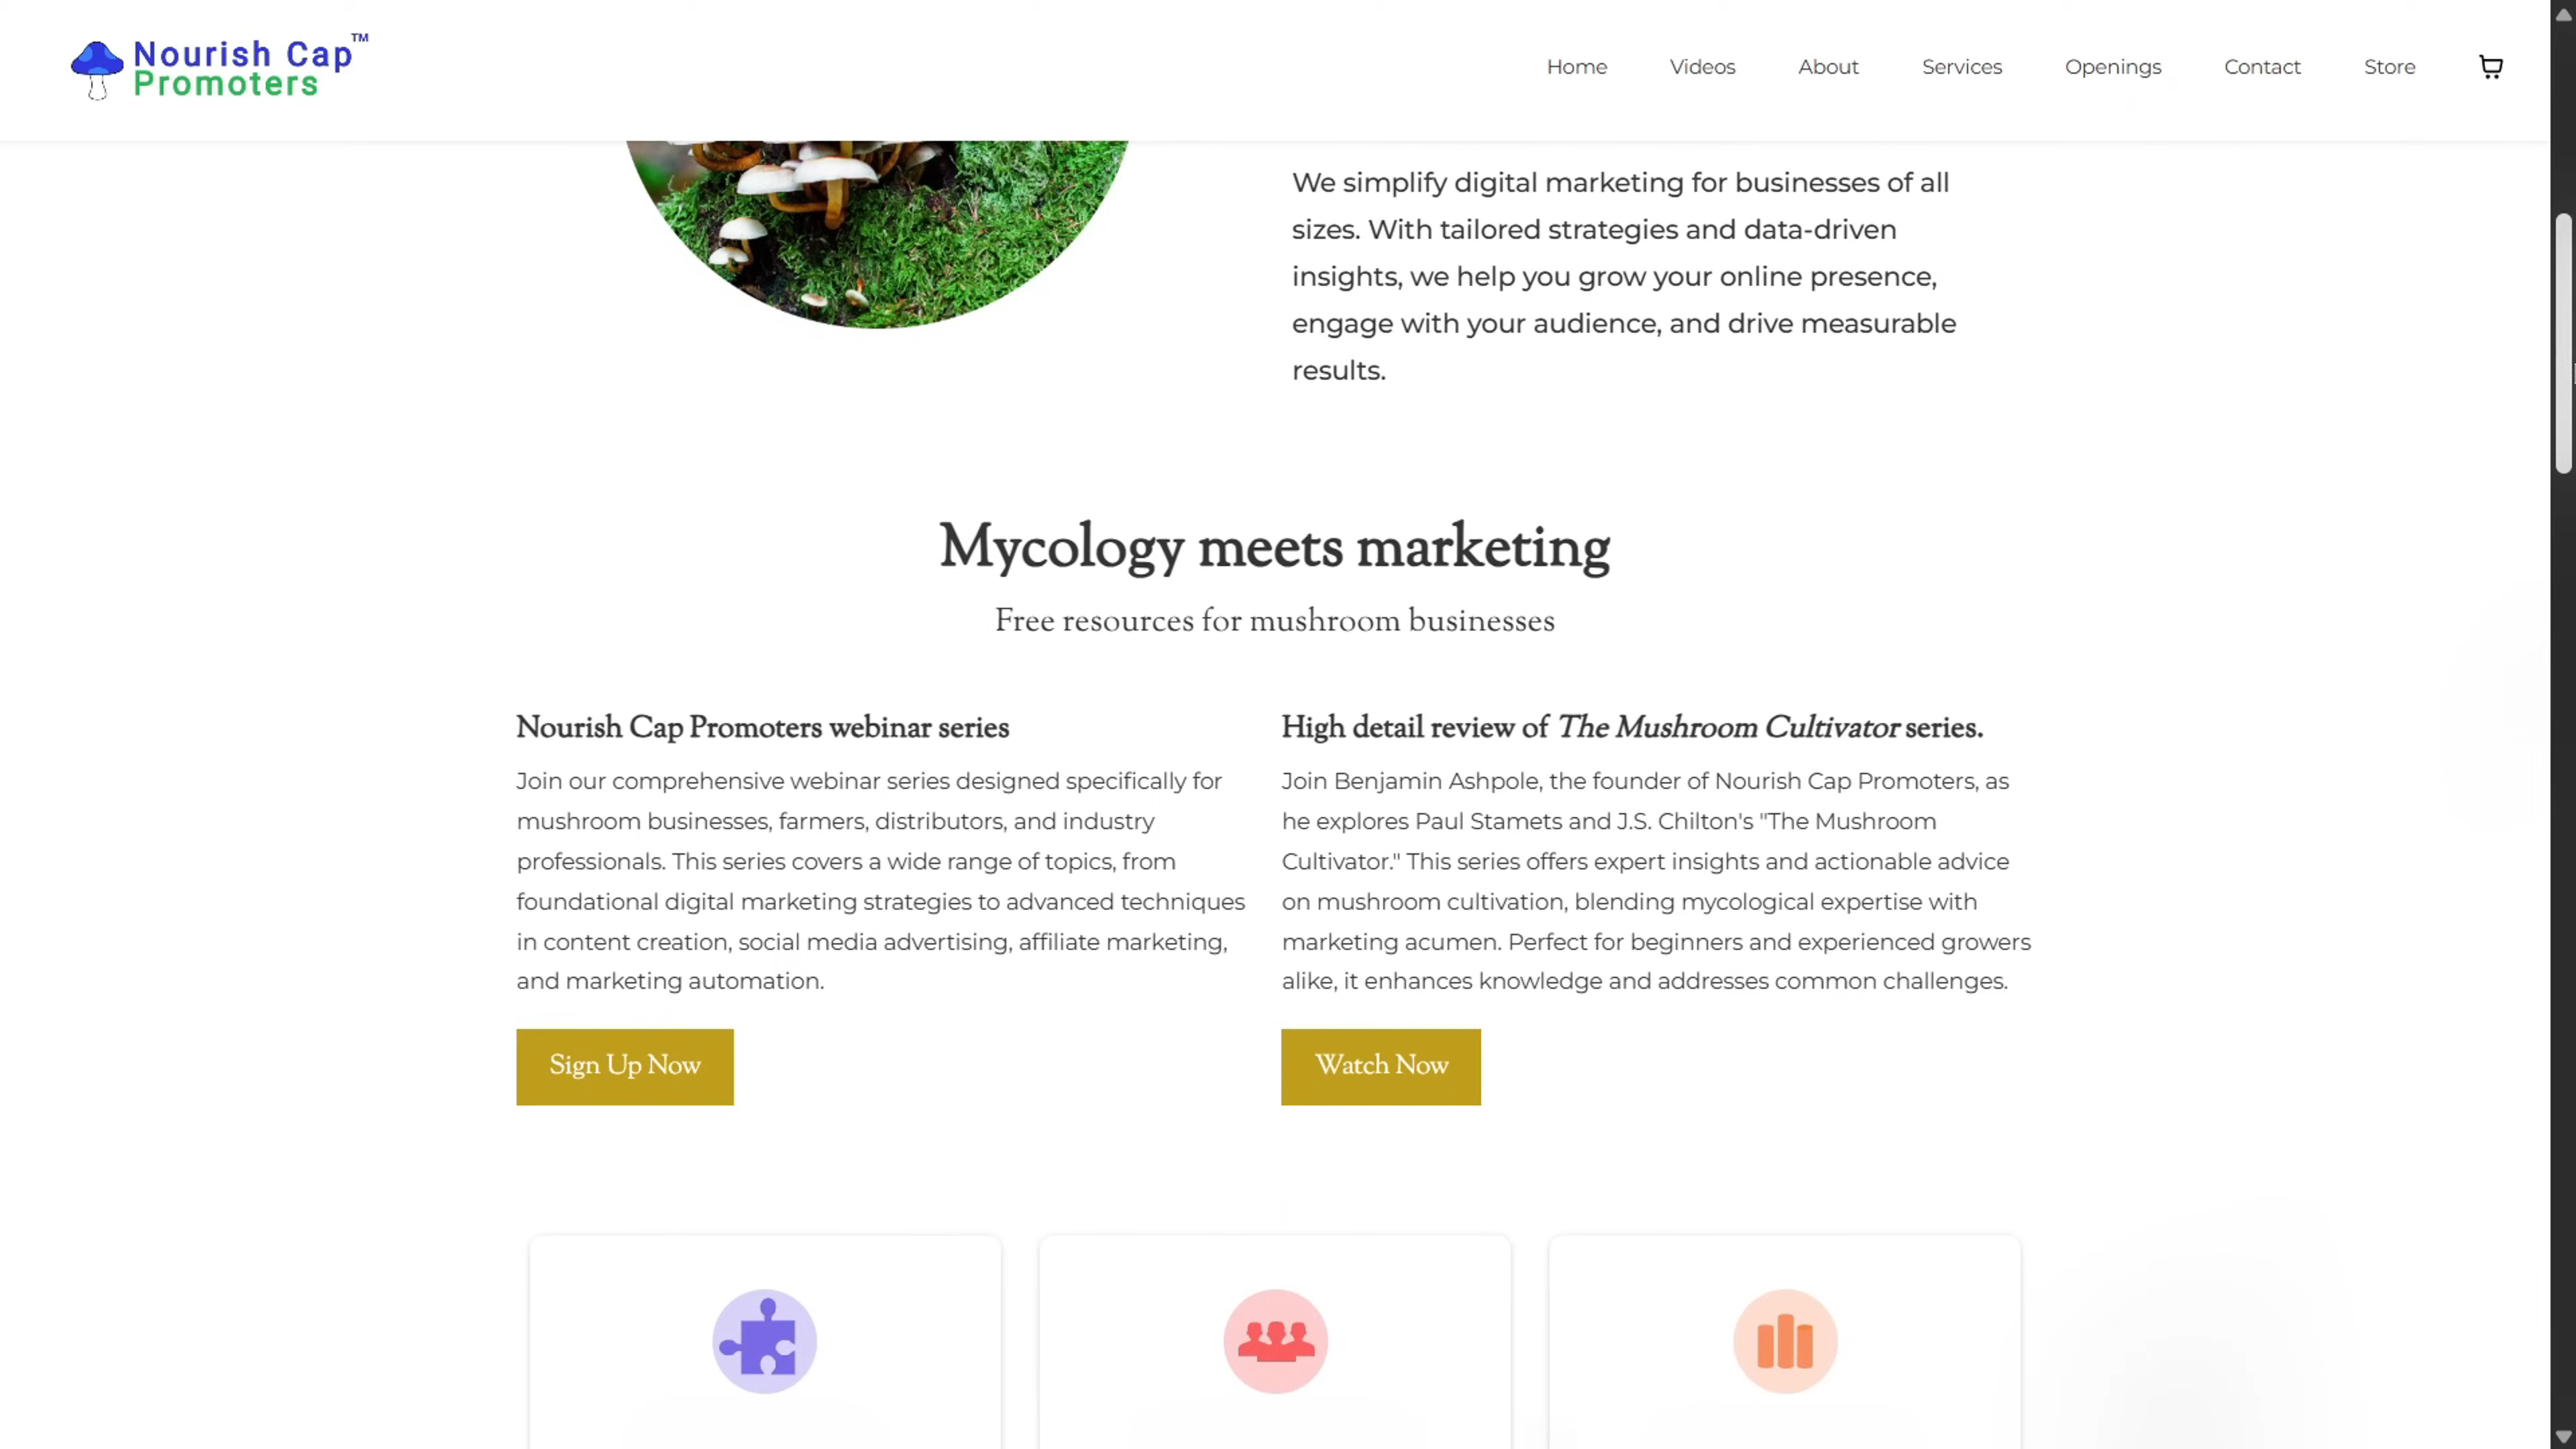 Nourish Cap™
Promoters
Home
Videos
About
Services
Openings
Contact
Store
We simplify digital marketing for businesses of all
sizes. With tailored strategies and data-driven
insights, we help you grow your online presence,
engage with your audience, and drive measurable
results.
Mycology meets marketing
Free resources for mushroom businesses
Nourish Cap Promoters webinar series
Join our comprehensive webinar series designed specifically for
mushroom businesses, farmers, distributors, and industry
professionals. This series covers a wide range of topics, from
foundational digital marketing strategies to advanced techniques
in content creation, social media advertising, affiliate marketing,
and marketing automation.
Sign Up Now
High detail review of The Mushroom Cultivator series.
Join Benjamin Ashpole, the founder of Nourish Cap Promoters, as
he explores Paul Stamets and J.S. Chilton's "The Mushroom
Cultivator." This series offers expert insights and actionable advice
on mushroom cultivation, blending mycological expertise with
marketing acumen. Perfect for beginners and experienced growers
alike, it enhances knowledge and addresses common challenges.
Watch Now